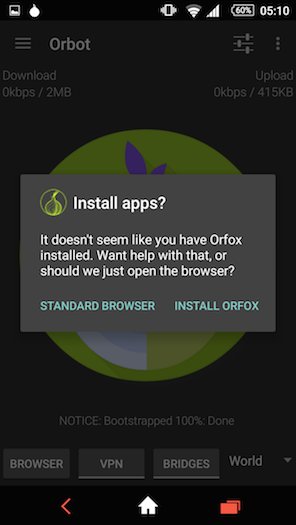 60%
05:10
Orbot
Download
Upload
0kbps / 2MB
0kbps / 415KB
Install apps?
It doesn't seem like you have Orfox
installed. Want help with that, or
should we just open the browser?
STANDARD BROWSER
INSTALL ORFOX
NOTICE: Bootstrapped 100%: Done
BROWSER
VPN
BRIDGES
World